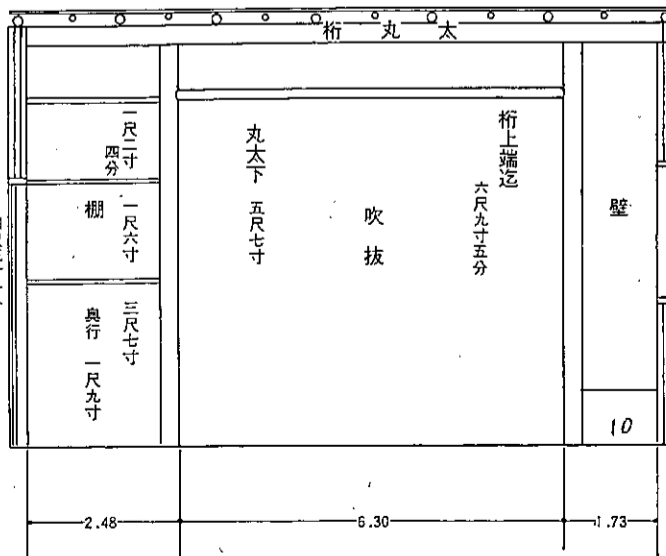 桁丸太
桁上端迄
六尺九寸五分
吹抜
丸太下 五尺七寸
壁
一尺二寸
四分
棚
一尺六寸
三尺七寸
奥行 一尺九寸
10
2.48
6.30
1.73